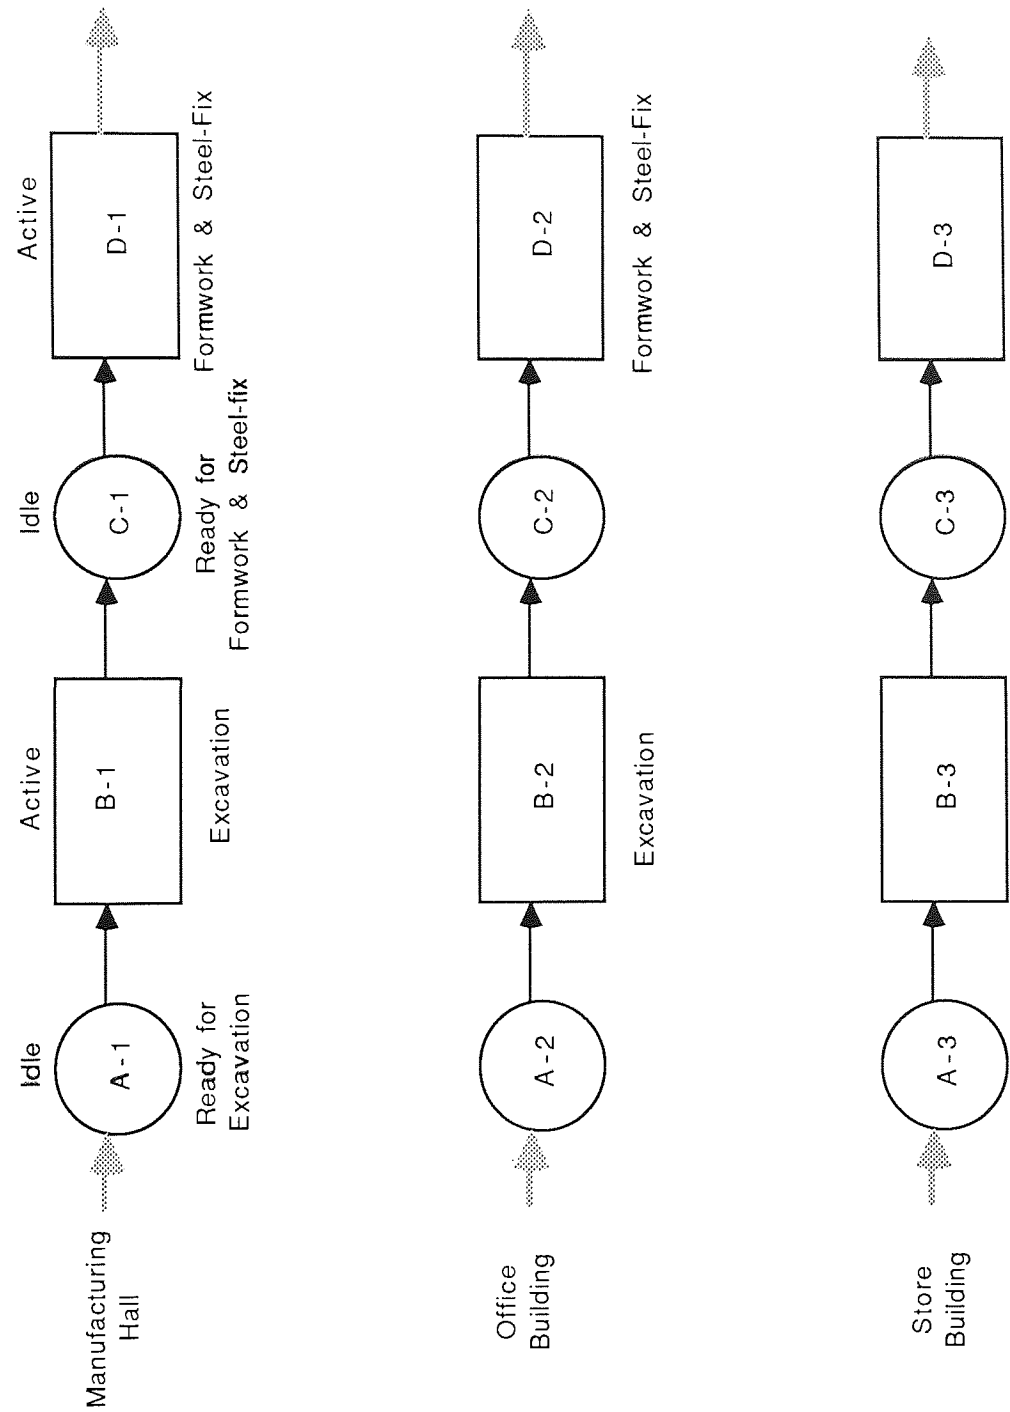 Idle
Active
Idle
Active
Manufacturing
Hall
A-1
B-1
C-1
D-1
Ready for
Excavation
Excavation
Ready for
Formwork & Steel-fix
Formwork & Steel-Fix
Office
Building
A-2
B-2
C-2
D-2
Excavation
Formwork & Steel-Fix
Store
Building
A-3
B-3
C-3
D-3